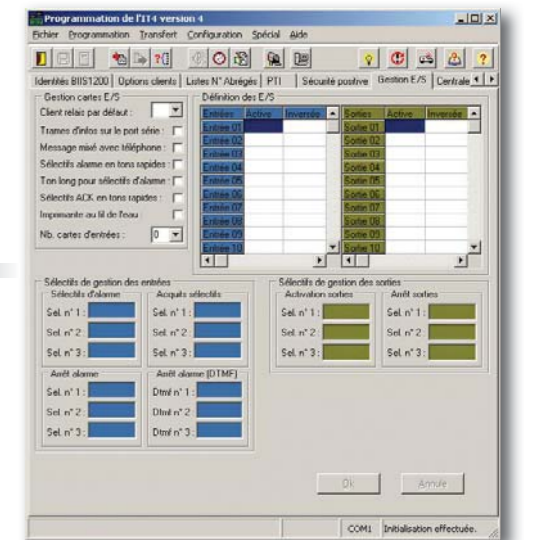 Programmation de l'IT4 version 4
Fichier Programmation Transfert Configuration Spécial Aide
Identités BIIS1200 Options clients Listes N° Abrégés PTI Sécurité positive Gestion E/S Centrale
Gestion cartes E/S
Client relais par défaut :
Trames d'infos sur le port série :
Message mixé avec téléphone :
Sélectifs alarme en tons rapides :
Ton long pour sélectifs d'alarme :
Sélectifs ACK en tons rapides :
Imprimante au fil de l'eau :
Nb. cartes d'entrées : 0
Définition des E/S
Entrées Active Inversée Sorties Active Inversée
Entrée 01 Sortie 01
Entrée 02 Sortie 02
Entrée 03 Sortie 03
Entrée 04 Sortie 04
Entrée 05 Sortie 05
Entrée 06 Sortie 06
Entrée 07 Sortie 07
Entrée 08 Sortie 08
Entrée 09 Sortie 09
Entrée 10 Sortie 10
Sélectifs de gestion des entrées
Sélectifs d'alarme Acquits sélectifs
Sel. n° 1 : Sel. n° 1 :
Sel. n° 2 : Sel. n° 2 :
Sel. n° 3 : Sel. n° 3 :
Arrêt alarme Arrêt alarme (DTMF)
Sel. n° 1 : Dtmf n° 1 :
Sel. n° 2 : Dtmf n° 2 :
Sel. n° 3 : Dtmf n° 3 :
Sélectifs de gestion des sorties
Activation sorties Arrêt sorties
Sel. n° 1 : Sel. n° 1 :
Sel. n° 2 : Sel. n° 2 :
Sel. n° 3 : Sel. n° 3 :
Ok Annule
COM1 Initialisation effectuée.